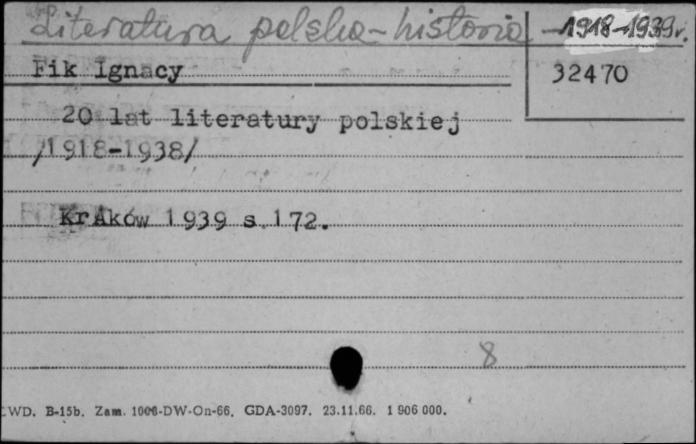 Literatura polska - historia - 1918-1939r.
Fik Ignacy
32470
20 lat literatury polskiej
/1918-1938/
KrAków 1939 s.172.
8
WD. B-15b. Zam. 1006-DW-On-66. GDA-3097. 23.11.66. 1 906 000.